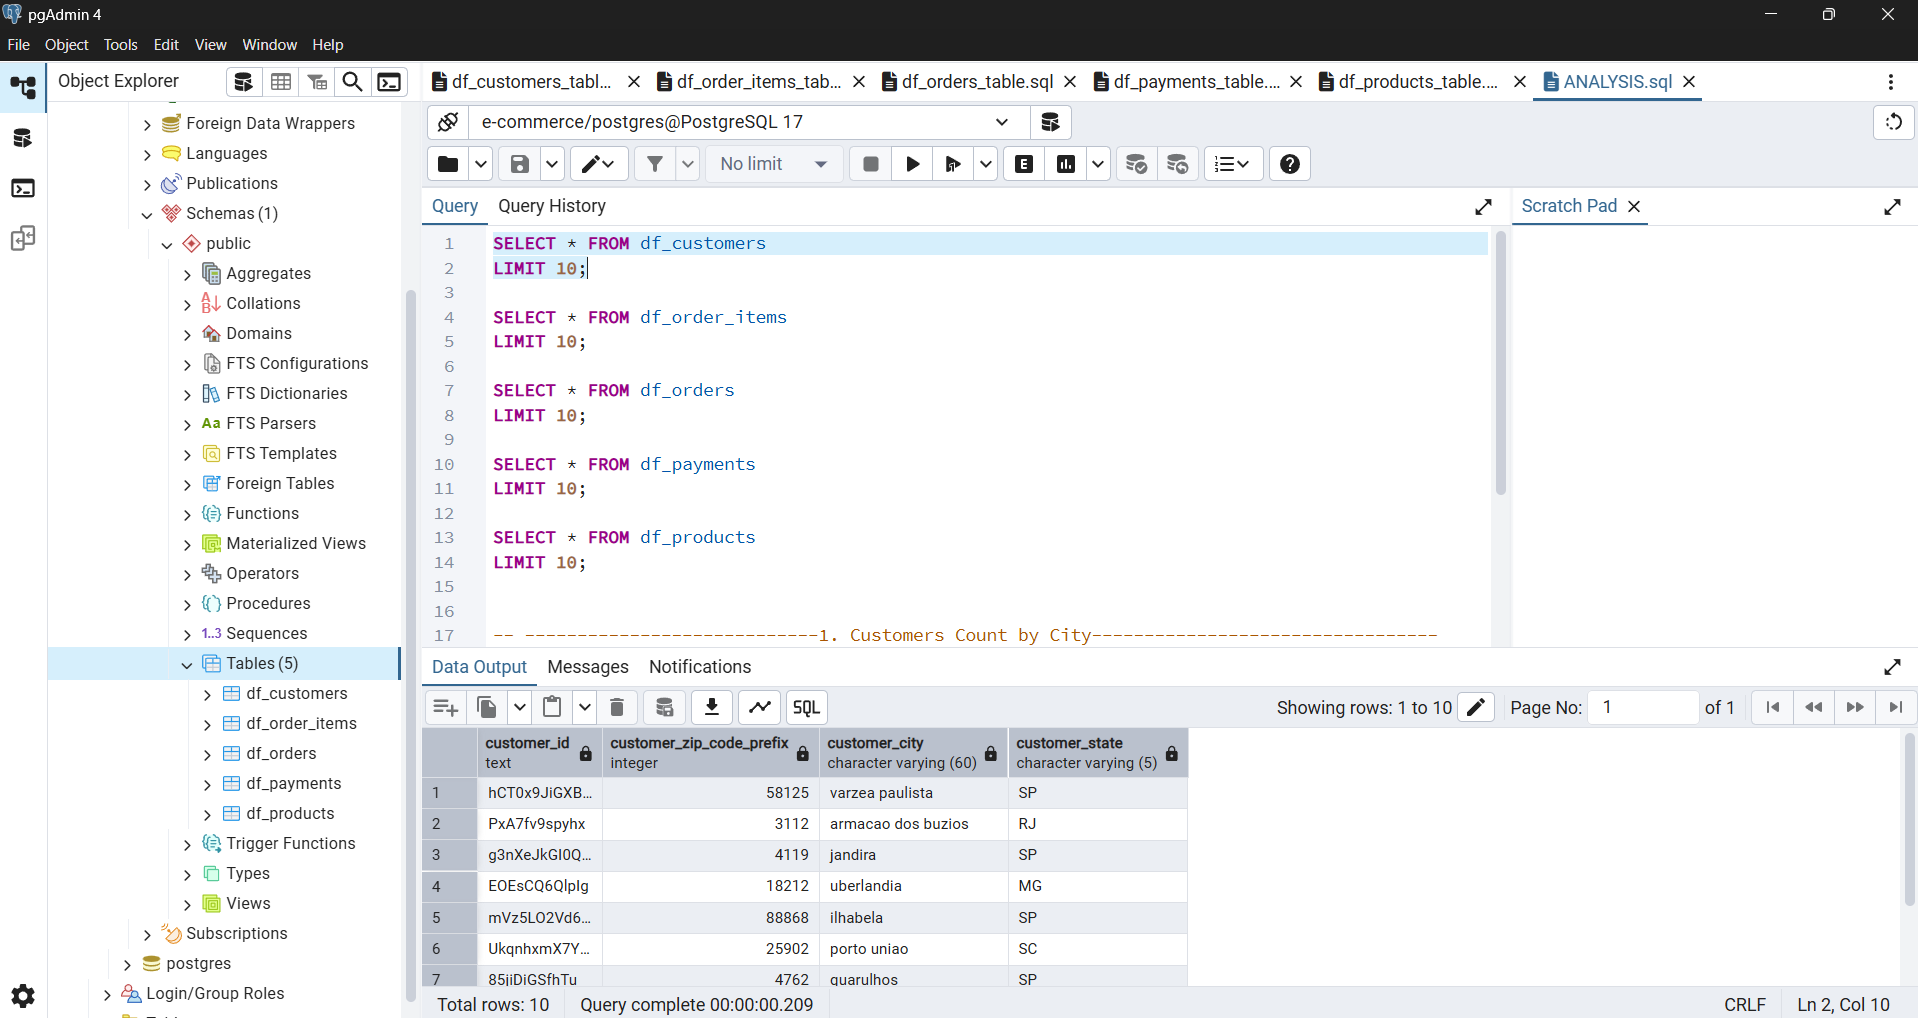 pgAdmin 4
File Object Tools Edit View Window Help
Object Explorer
df_customers_tabl...
df_order_items_tab...
df_orders_table.sql
df_payments_table....
df_products_table....
ANALYSIS.sql
e-commerce/postgres@PostgreSQL 17
No limit
E
Foreign Data Wrappers
Languages
Publications
Schemas (1)
public
Aggregates
Collations
Domains
FTS Configurations
FTS Dictionaries
Aa FTS Parsers
FTS Templates
Foreign Tables
Functions
Materialized Views
Operators
Procedures
1..3 Sequences
Tables (5)
df_customers
df_order_items
df_orders
df_payments
df_products
Trigger Functions
Types
Views
Subscriptions
postgres
Login/Group Roles
Query Query History
Scratch Pad
1 SELECT * FROM df_customers
2 LIMIT 10;
3
4 SELECT * FROM df_order_items
5 LIMIT 10;
6
7 SELECT * FROM df_orders
8 LIMIT 10;
9
10 SELECT * FROM df_payments
11 LIMIT 10;
12
13 SELECT * FROM df_products
14 LIMIT 10;
15
16
17 -- ----------------------------1. Customers Count by City---------------------------------
Data Output Messages Notifications
SQL
Showing rows: 1 to 10
Page No: 1 of 1
customer_id text
customer_zip_code_prefix integer
customer_city character varying (60)
customer_state character varying (5)
1 hCT0x9JiGXB... 58125 varzea paulista SP
2 PxA7fv9spyhx 3112 armacao dos buzios RJ
3 g3nXeJkGI0Q... 4119 jandira SP
4 EOEsCQ6QlpIg 18212 uberlandia MG
5 mVz5LO2Vd6... 88868 ilhabela SP
6 UkqnhxmX7Y... 25902 porto uniao SC
7 85jiDiGSfhTu 4762 guarulhos SP
Total rows: 10 Query complete 00:00:00.209
CRLF Ln 2, Col 10